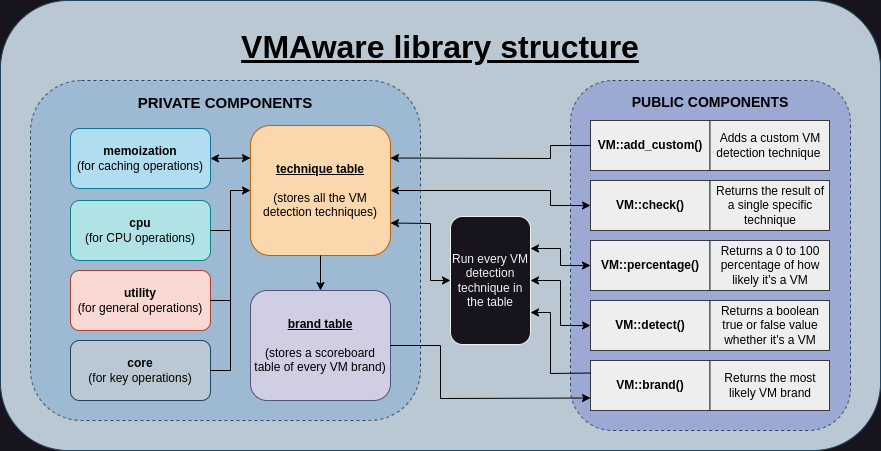 VMAware library structure
PRIVATE COMPONENTS
memoization
(for caching operations)
cpu
(for CPU operations)
utility
(for general operations)
core
(for key operations)
technique table
(stores all the VM
detection techniques)
brand table
(stores a scoreboard
table of every VM brand)
Run every VM
detection
technique in
the table
PUBLIC COMPONENTS
VM::add_custom()
Adds a custom VM
detection technique
VM::check()
Returns the result of
a single specific
technique
VM::percentage()
Returns a 0 to 100
percentage of how
likely it's a VM
VM::detect()
Returns a boolean
true or false value
whether it's a VM
VM::brand()
Returns the most
likely VM brand